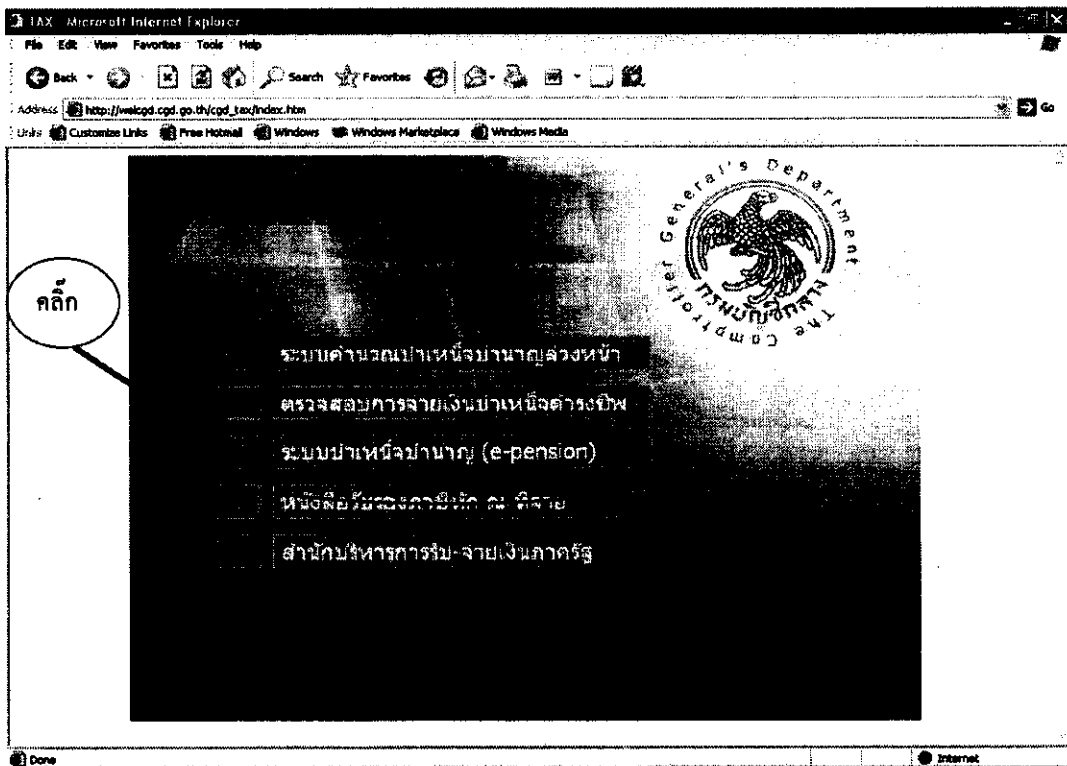 TAX - Microsoft Internet Explorer
File Edit View Favorites Tools Help
Back Search Favorites
Address http://welcgd.cgd.go.th/cgd_tax/index.htm Go
Links Customize Links Free Hotmail Windows Windows Marketplace Windows Media
The Comptroller General's Department
กรมบัญชีกลาง
คลิ๊ก
ระบบคำนวณบำเหน็จบำนาญล่วงหน้า
ตรวจสอบการจ่ายเงินบำเหน็จดำรงชีพ
ระบบบำเหน็จบำนาญ (e-pension)
หนังสือรับรองภาษีหัก ณ ที่จ่าย
สำนักบริหารการรับ-จ่ายเงินภาครัฐ
Done Internet